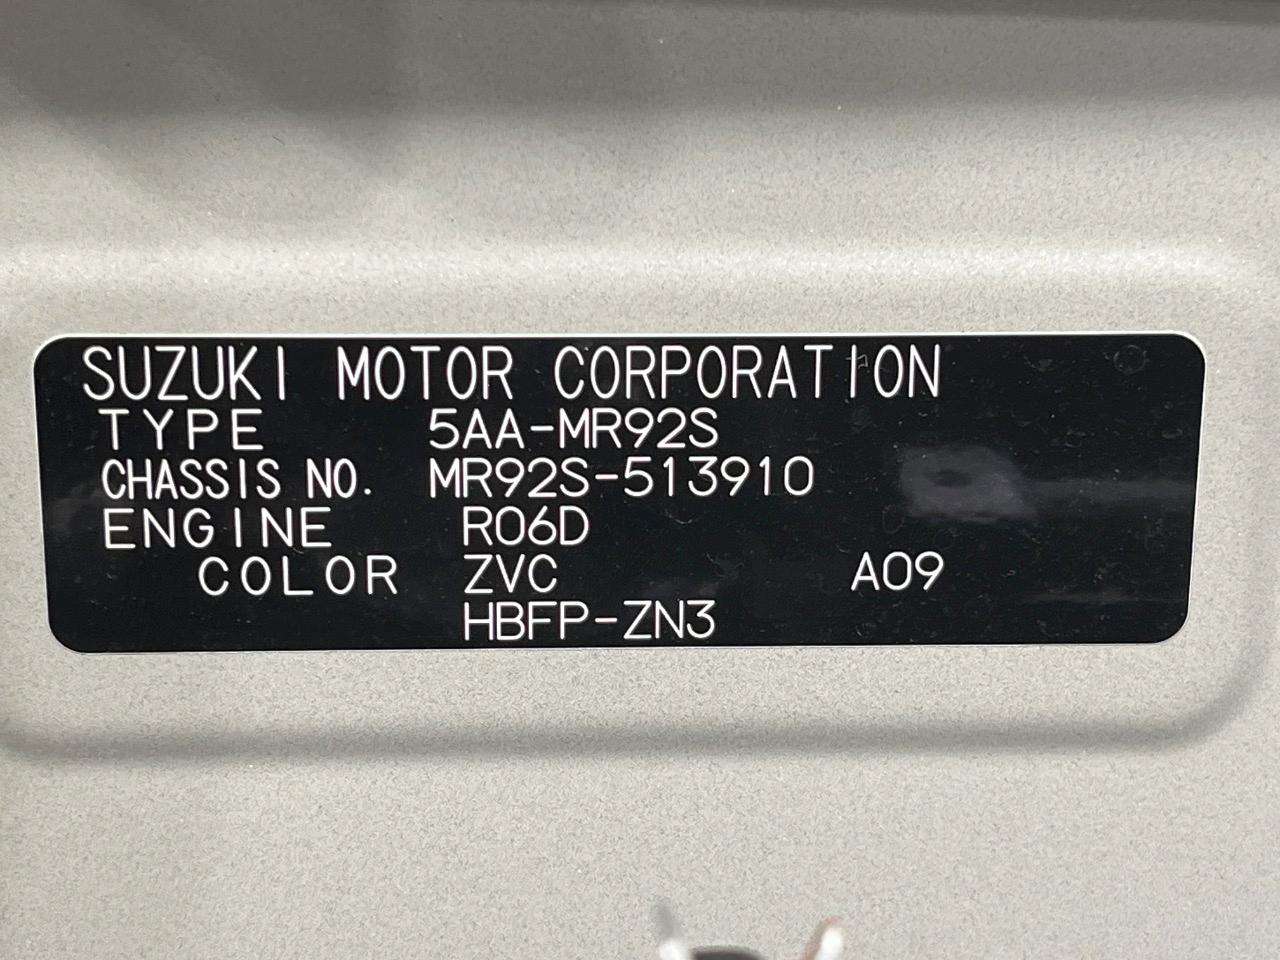 SUZUKI MOTOR CORPORATION
TYPE 5AA-MR92S
CHASSIS NO. MR92S-513910
ENGINE R06D
COLOR ZVC A09
HBFP-ZN3